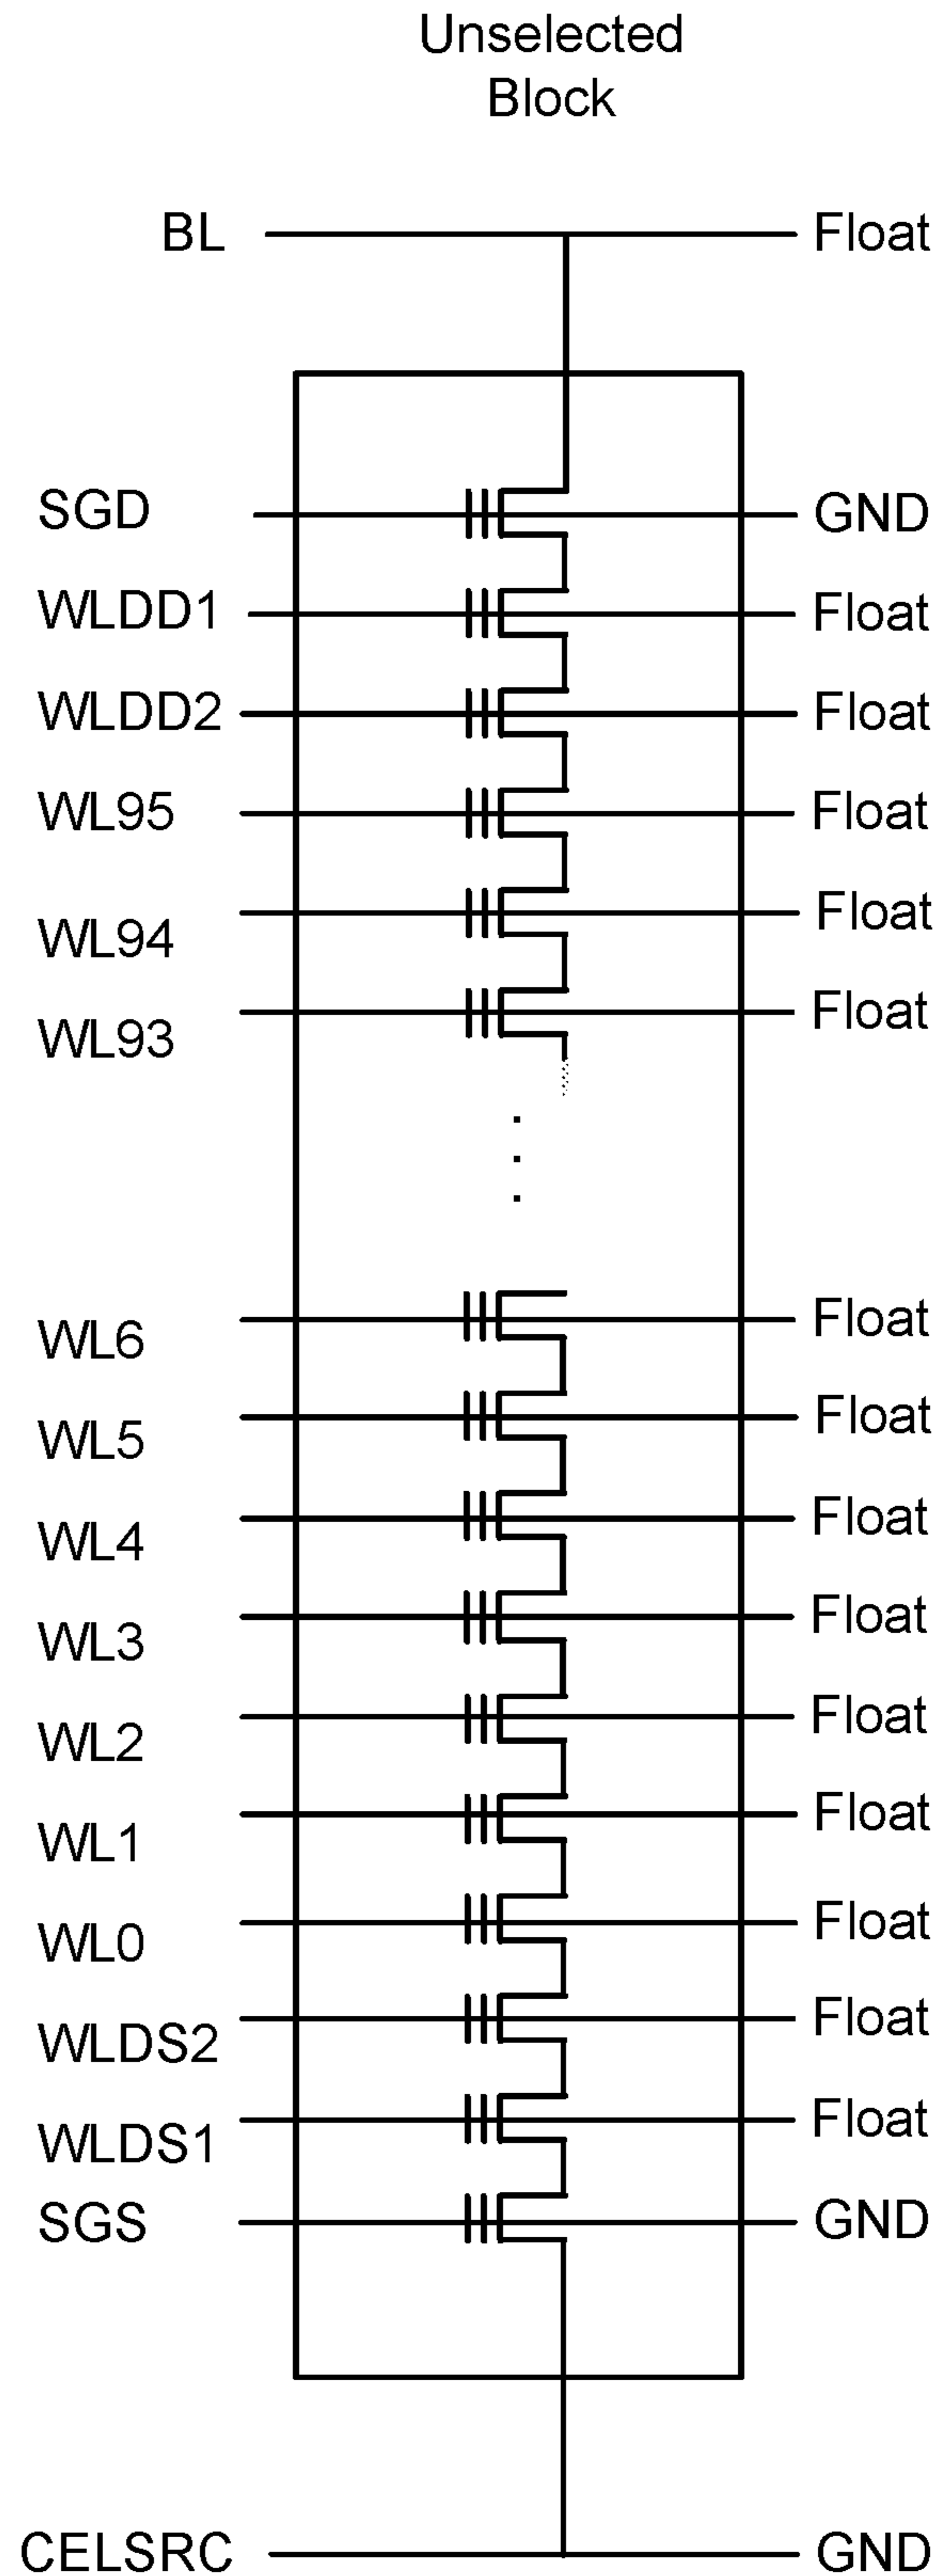 Unselected
Block
BL Float
SGD GND
WLDD1 Float
WLDD2 Float
WL95 Float
WL94 Float
WL93 Float
WL6 Float
WL5 Float
WL4 Float
WL3 Float
WL2 Float
WL1 Float
WL0 Float
WLDS2 Float
WLDS1 Float
SGS GND
CELSRC GND